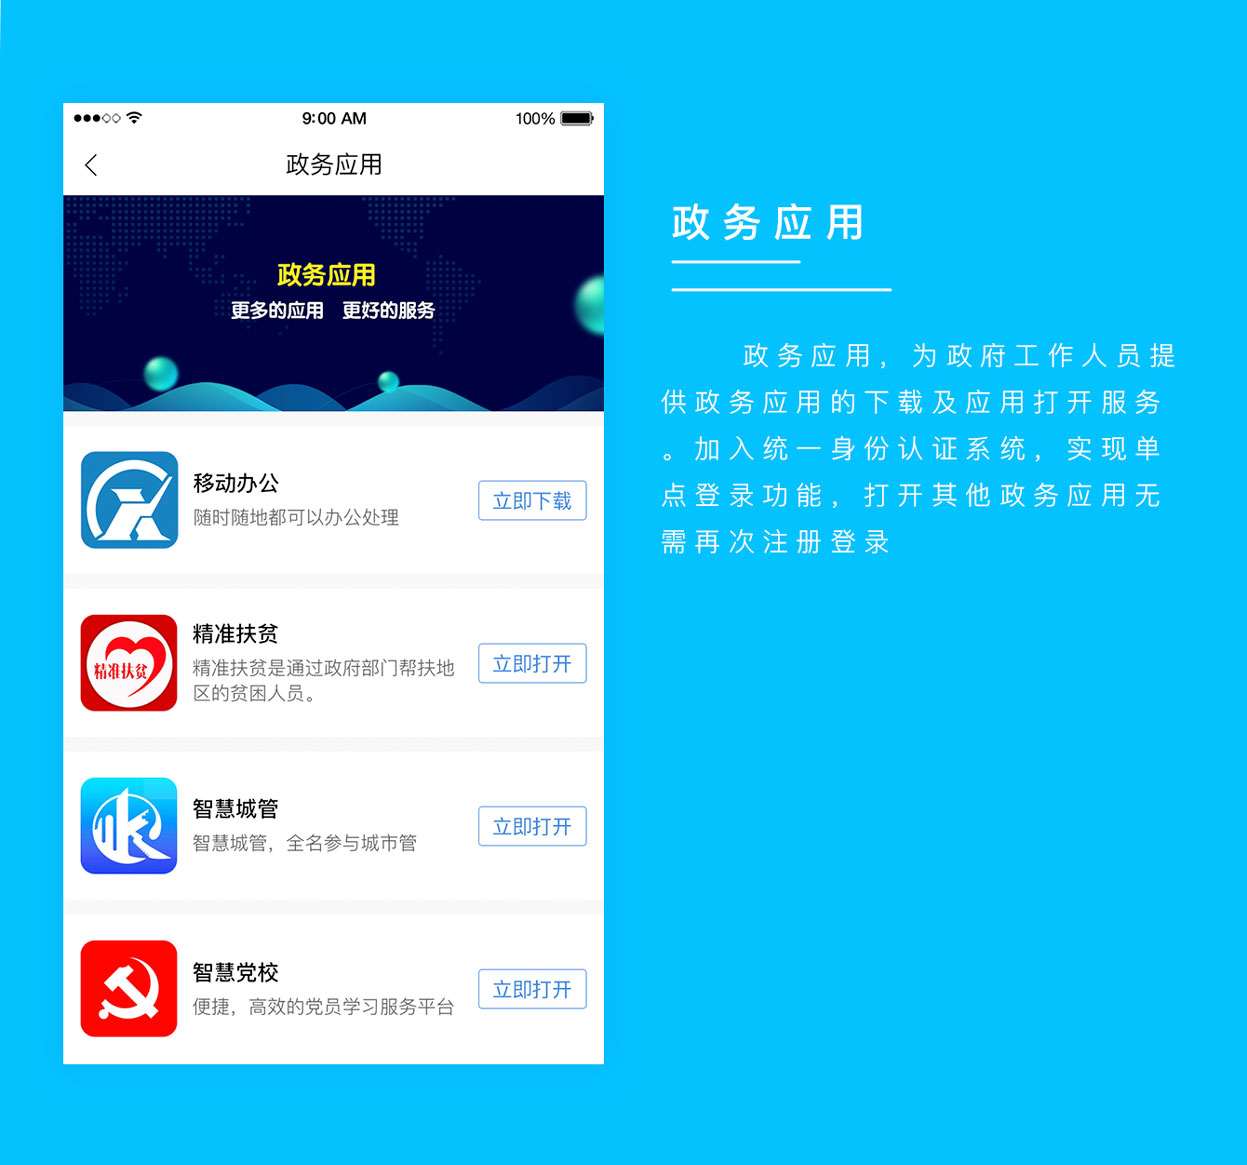 9:00 AM
100%
政务应用
政务应用
更多的应用 更好的服务
移动办公
随时随地都可以办公处理
立即下载
精准扶贫
精准扶贫
精准扶贫是通过政府部门帮扶地
区的贫困人员。
立即打开
智慧城管
智慧城管，全名参与城市管
立即打开
智慧党校
便捷，高效的党员学习服务平台
立即打开
政务应用
政务应用，为政府工作人员提
供政务应用的下载及应用打开服务
。加入统一身份认证系统，实现单
点登录功能，打开其他政务应用无
需再次注册登录